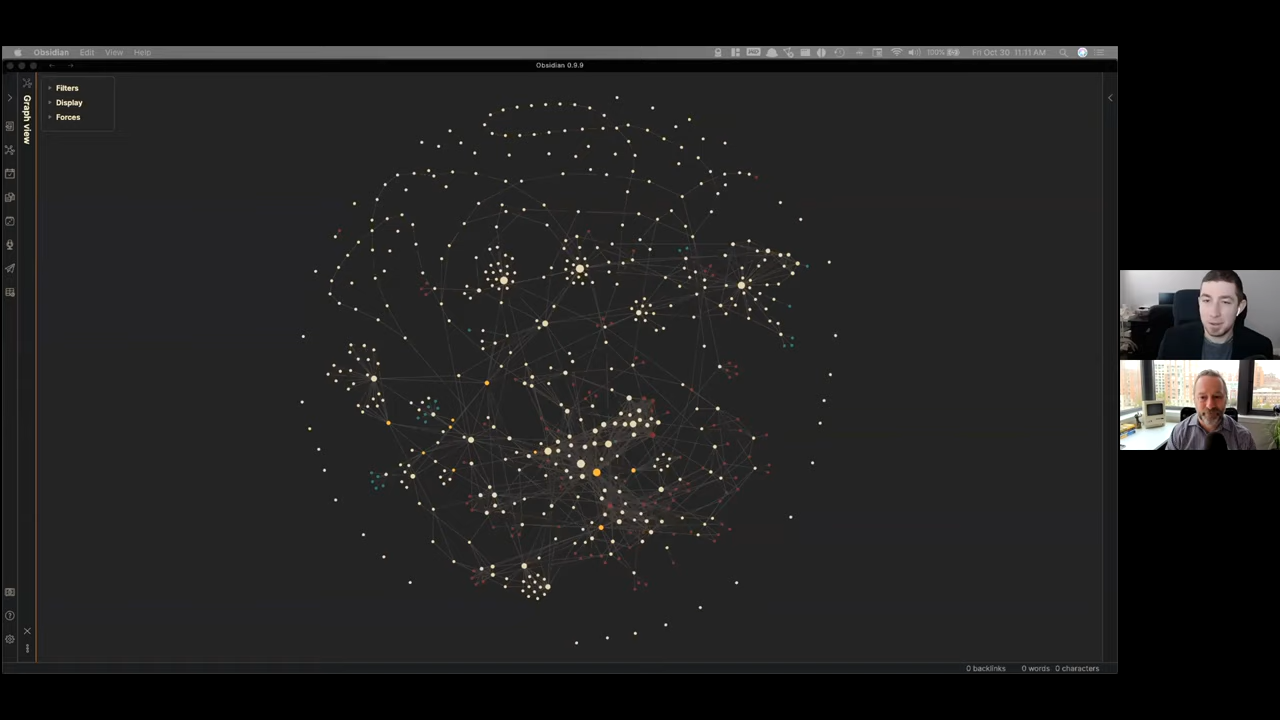 Obsidian Edit View Help
100% Fri Oct 30 11:11 AM
Obsidian 0.9.9
Graph view
Filters
Display
Forces
0 backlinks 0 words 0 characters